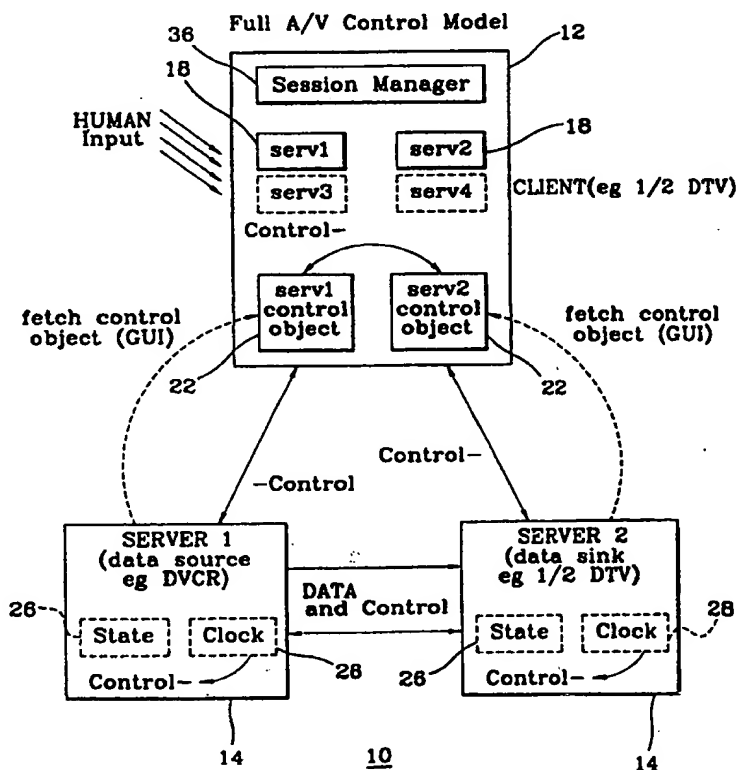 Full A/V Control Model
36
12
Session Manager
18
HUMAN
Input
serv1
serv2
18
serv3
serv4
CLIENT(eg 1/2 DTV)
Control-
serv1
control
object
serv2
control
object
fetch control
object (GUI)
fetch control
object (GUI)
22
22
-Control
Control-
SERVER 1
(data source
eg DVCR)
DATA
and Control
SERVER 2
(data sink
eg 1/2 DTV)
26
State
Clock
28
Control-
State
Clock
28
26
Control-
14
10
14